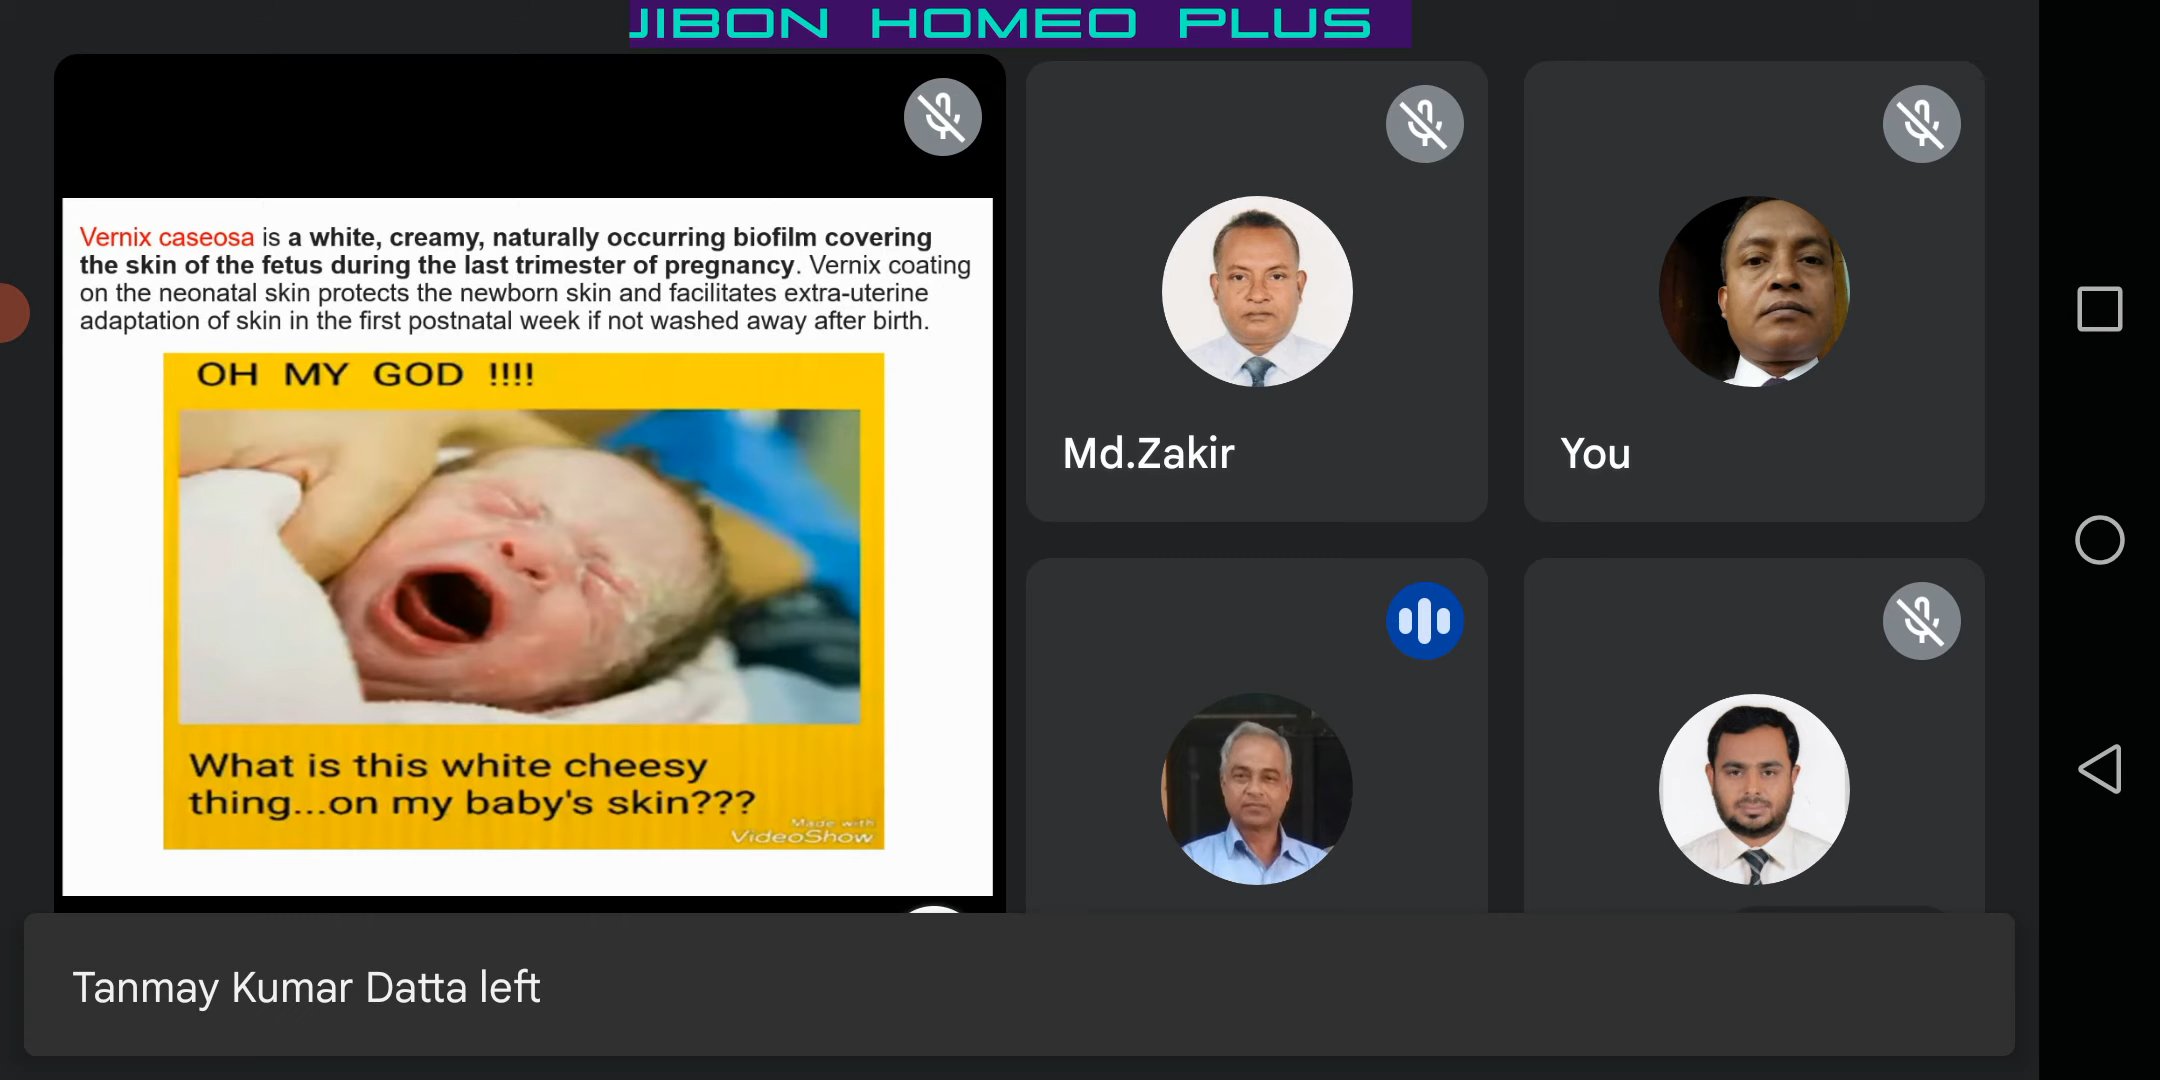 JIBON HOMEO PLUS
Vernix caseosa is a white, creamy, naturally occurring biofilm covering
the skin of the fetus during the last trimester of pregnancy. Vernix coating
on the neonatal skin protects the newborn skin and facilitates extra-uterine
adaptation of skin in the first postnatal week if not washed away after birth.
OH MY GOD !!!!
What is this white cheesy
thing...on my baby's skin???
Made with
VideoShow
Md.Zakir
You
Tanmay Kumar Datta left